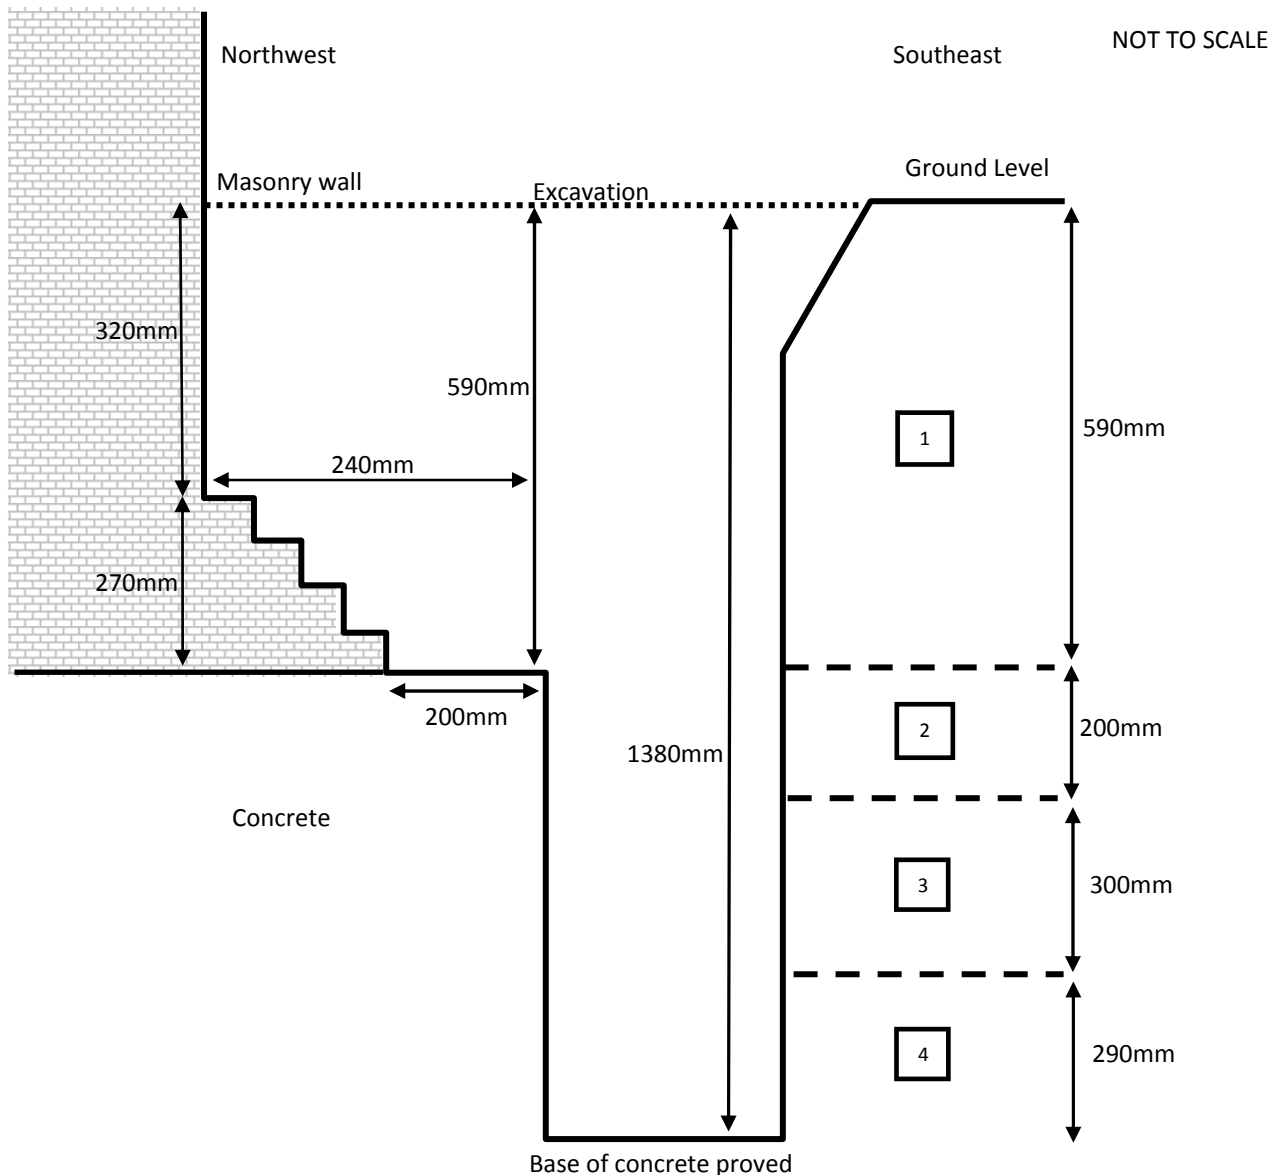 NOT TO SCALE
Northwest
Southeast
Ground Level
Masonry wall
Excavation
320mm
590mm
1
590mm
240mm
270mm
200mm
2
200mm
1380mm
Concrete
3
300mm
4
290mm
Base of concrete proved